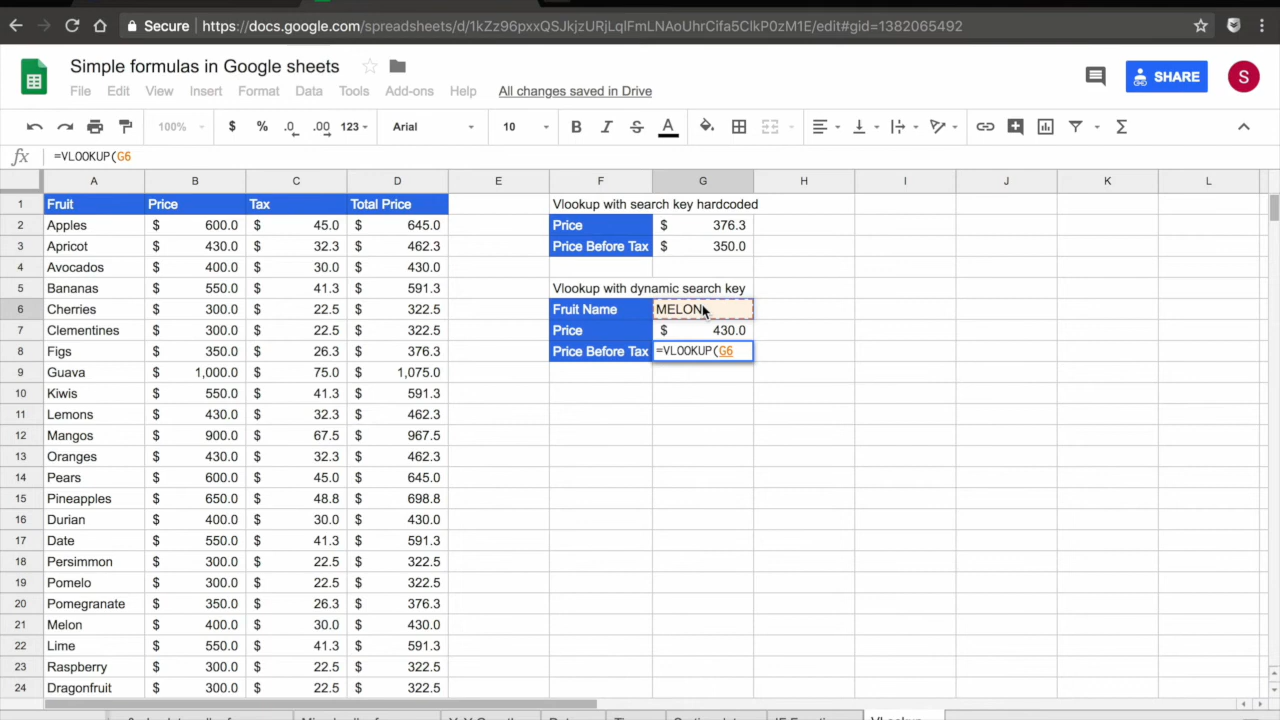 Secure https://docs.google.com/spreadsheets/d/1kZz96pxxQSJkjzURjLqlFmLNAoUhrCifa5ClkP0zM1E/edit#gid=1382065492
Simple formulas in Google sheets
SHARE S
File Edit View Insert Format Data Tools Add-ons Help All changes saved in Drive
100% $ % .0 .00 123 Arial 10 B I S A Σ
fx =VLOOKUP(G6
A B C D E F G H I J K L
1 Fruit Price Tax Total Price Vlookup with search key hardcoded
2 Apples $ 600.0 $ 45.0 $ 645.0 Price $ 376.3
3 Apricot $ 430.0 $ 32.3 $ 462.3 Price Before Tax $ 350.0
4 Avocados $ 400.0 $ 30.0 $ 430.0
5 Bananas $ 550.0 $ 41.3 $ 591.3 Vlookup with dynamic search key
6 Cherries $ 300.0 $ 22.5 $ 322.5 Fruit Name MELON
7 Clementines $ 300.0 $ 22.5 $ 322.5 Price $ 430.0
8 Figs $ 350.0 $ 26.3 $ 376.3 Price Before Tax =VLOOKUP(G6
9 Guava $ 1,000.0 $ 75.0 $ 1,075.0
10 Kiwis $ 550.0 $ 41.3 $ 591.3
11 Lemons $ 430.0 $ 32.3 $ 462.3
12 Mangos $ 900.0 $ 67.5 $ 967.5
13 Oranges $ 430.0 $ 32.3 $ 462.3
14 Pears $ 600.0 $ 45.0 $ 645.0
15 Pineapples $ 650.0 $ 48.8 $ 698.8
16 Durian $ 400.0 $ 30.0 $ 430.0
17 Date $ 550.0 $ 41.3 $ 591.3
18 Persimmon $ 300.0 $ 22.5 $ 322.5
19 Pomelo $ 300.0 $ 22.5 $ 322.5
20 Pomegranate $ 350.0 $ 26.3 $ 376.3
21 Melon $ 400.0 $ 30.0 $ 430.0
22 Lime $ 550.0 $ 41.3 $ 591.3
23 Raspberry $ 300.0 $ 22.5 $ 322.5
24 Dragonfruit $ 300.0 $ 22.5 $ 322.5